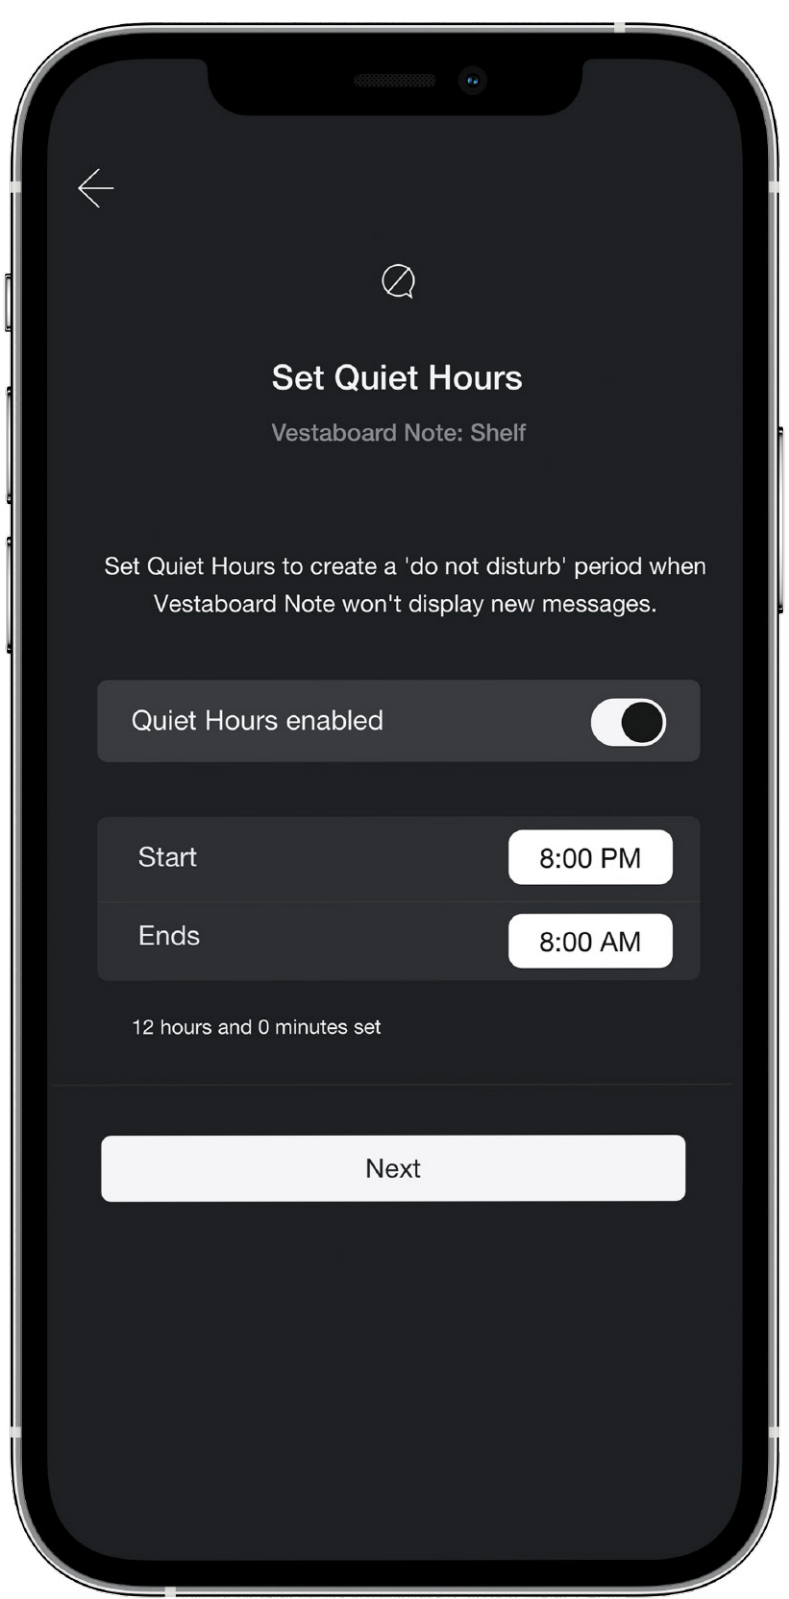 Set Quiet Hours
Vestaboard Note: Shelf
Set Quiet Hours to create a 'do not disturb' period when
Vestaboard Note won't display new messages.
Quiet Hours enabled
Start
8:00 PM
Ends
8:00 AM
12 hours and 0 minutes set
Next